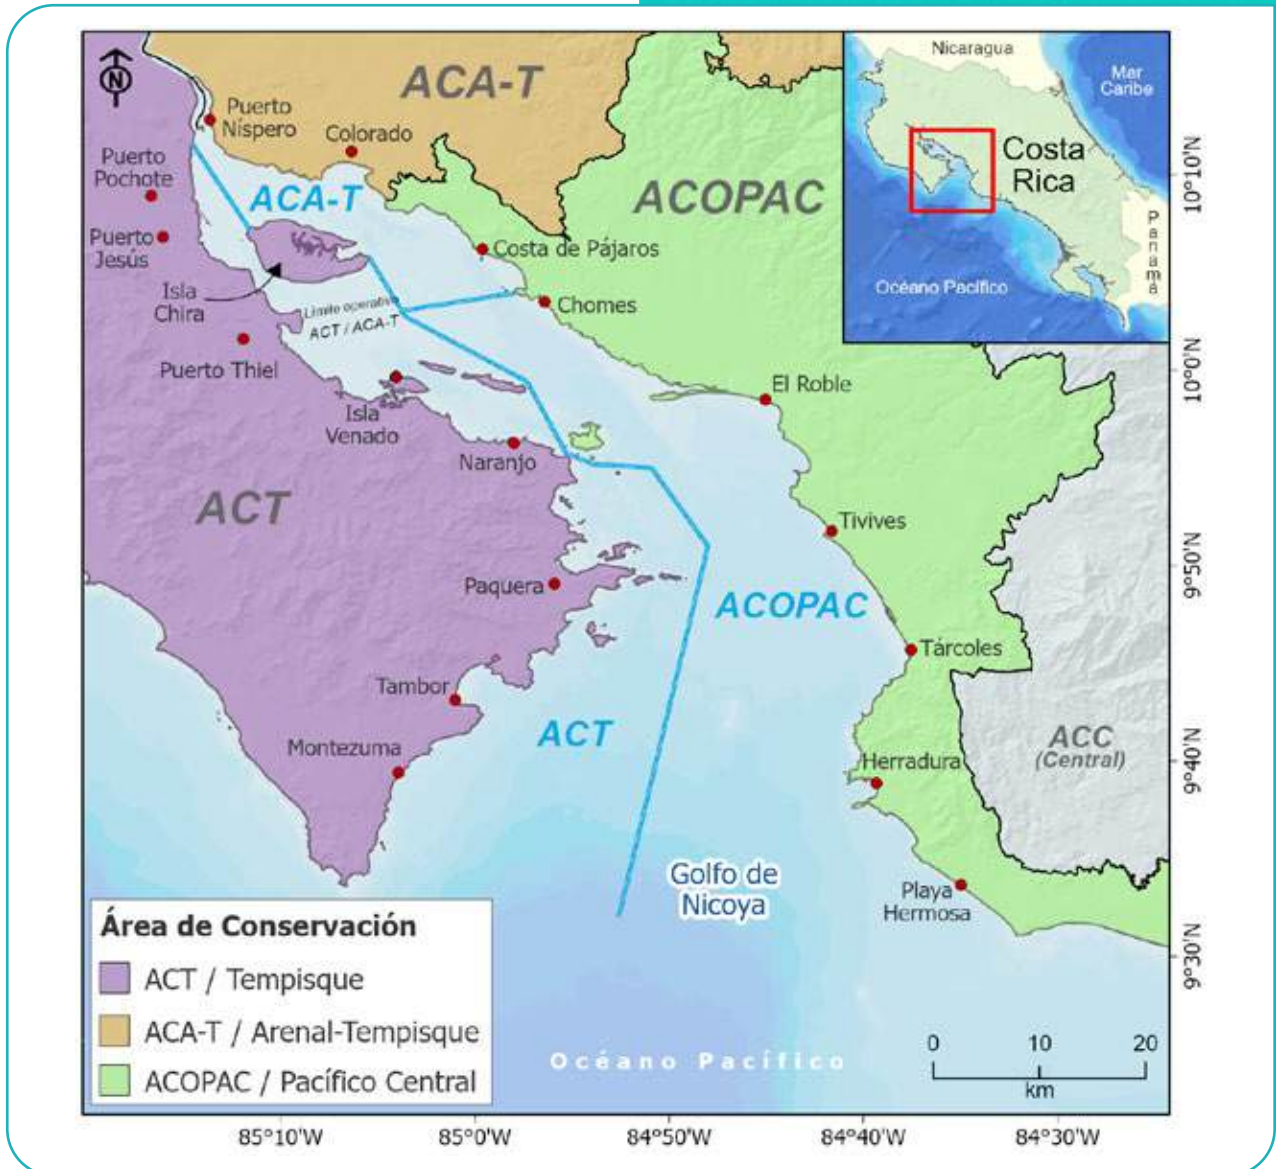 N
ACA-T
Puerto
Níspero
Colorado
Puerto
Pochote
ACA-T
ACOPAC
Puerto
Jesús
Costa de Pájaros
Isla
Chira
Límite operativo
ACT / ACA-T
Chomes
Puerto Thiel
El Roble
Isla
Venado
Naranjo
ACT
Tivives
Paquera
ACOPAC
Tárcoles
Tambor
ACT
Montezuma
ACC
(Central)
Herradura
Golfo de
Nicoya
Playa
Hermosa
Océano Pacífico
Nicaragua
Mar
Caribe
Costa
Rica
Panamá
Océano Pacífico
Área de Conservación
ACT / Tempisque
ACA-T / Arenal-Tempisque
ACOPAC / Pacífico Central
0 10 20
km
10°10'N
10°0'N
9°50'N
9°40'N
9°30'N
85°10'W 85°0'W 84°50'W 84°40'W 84°30'W